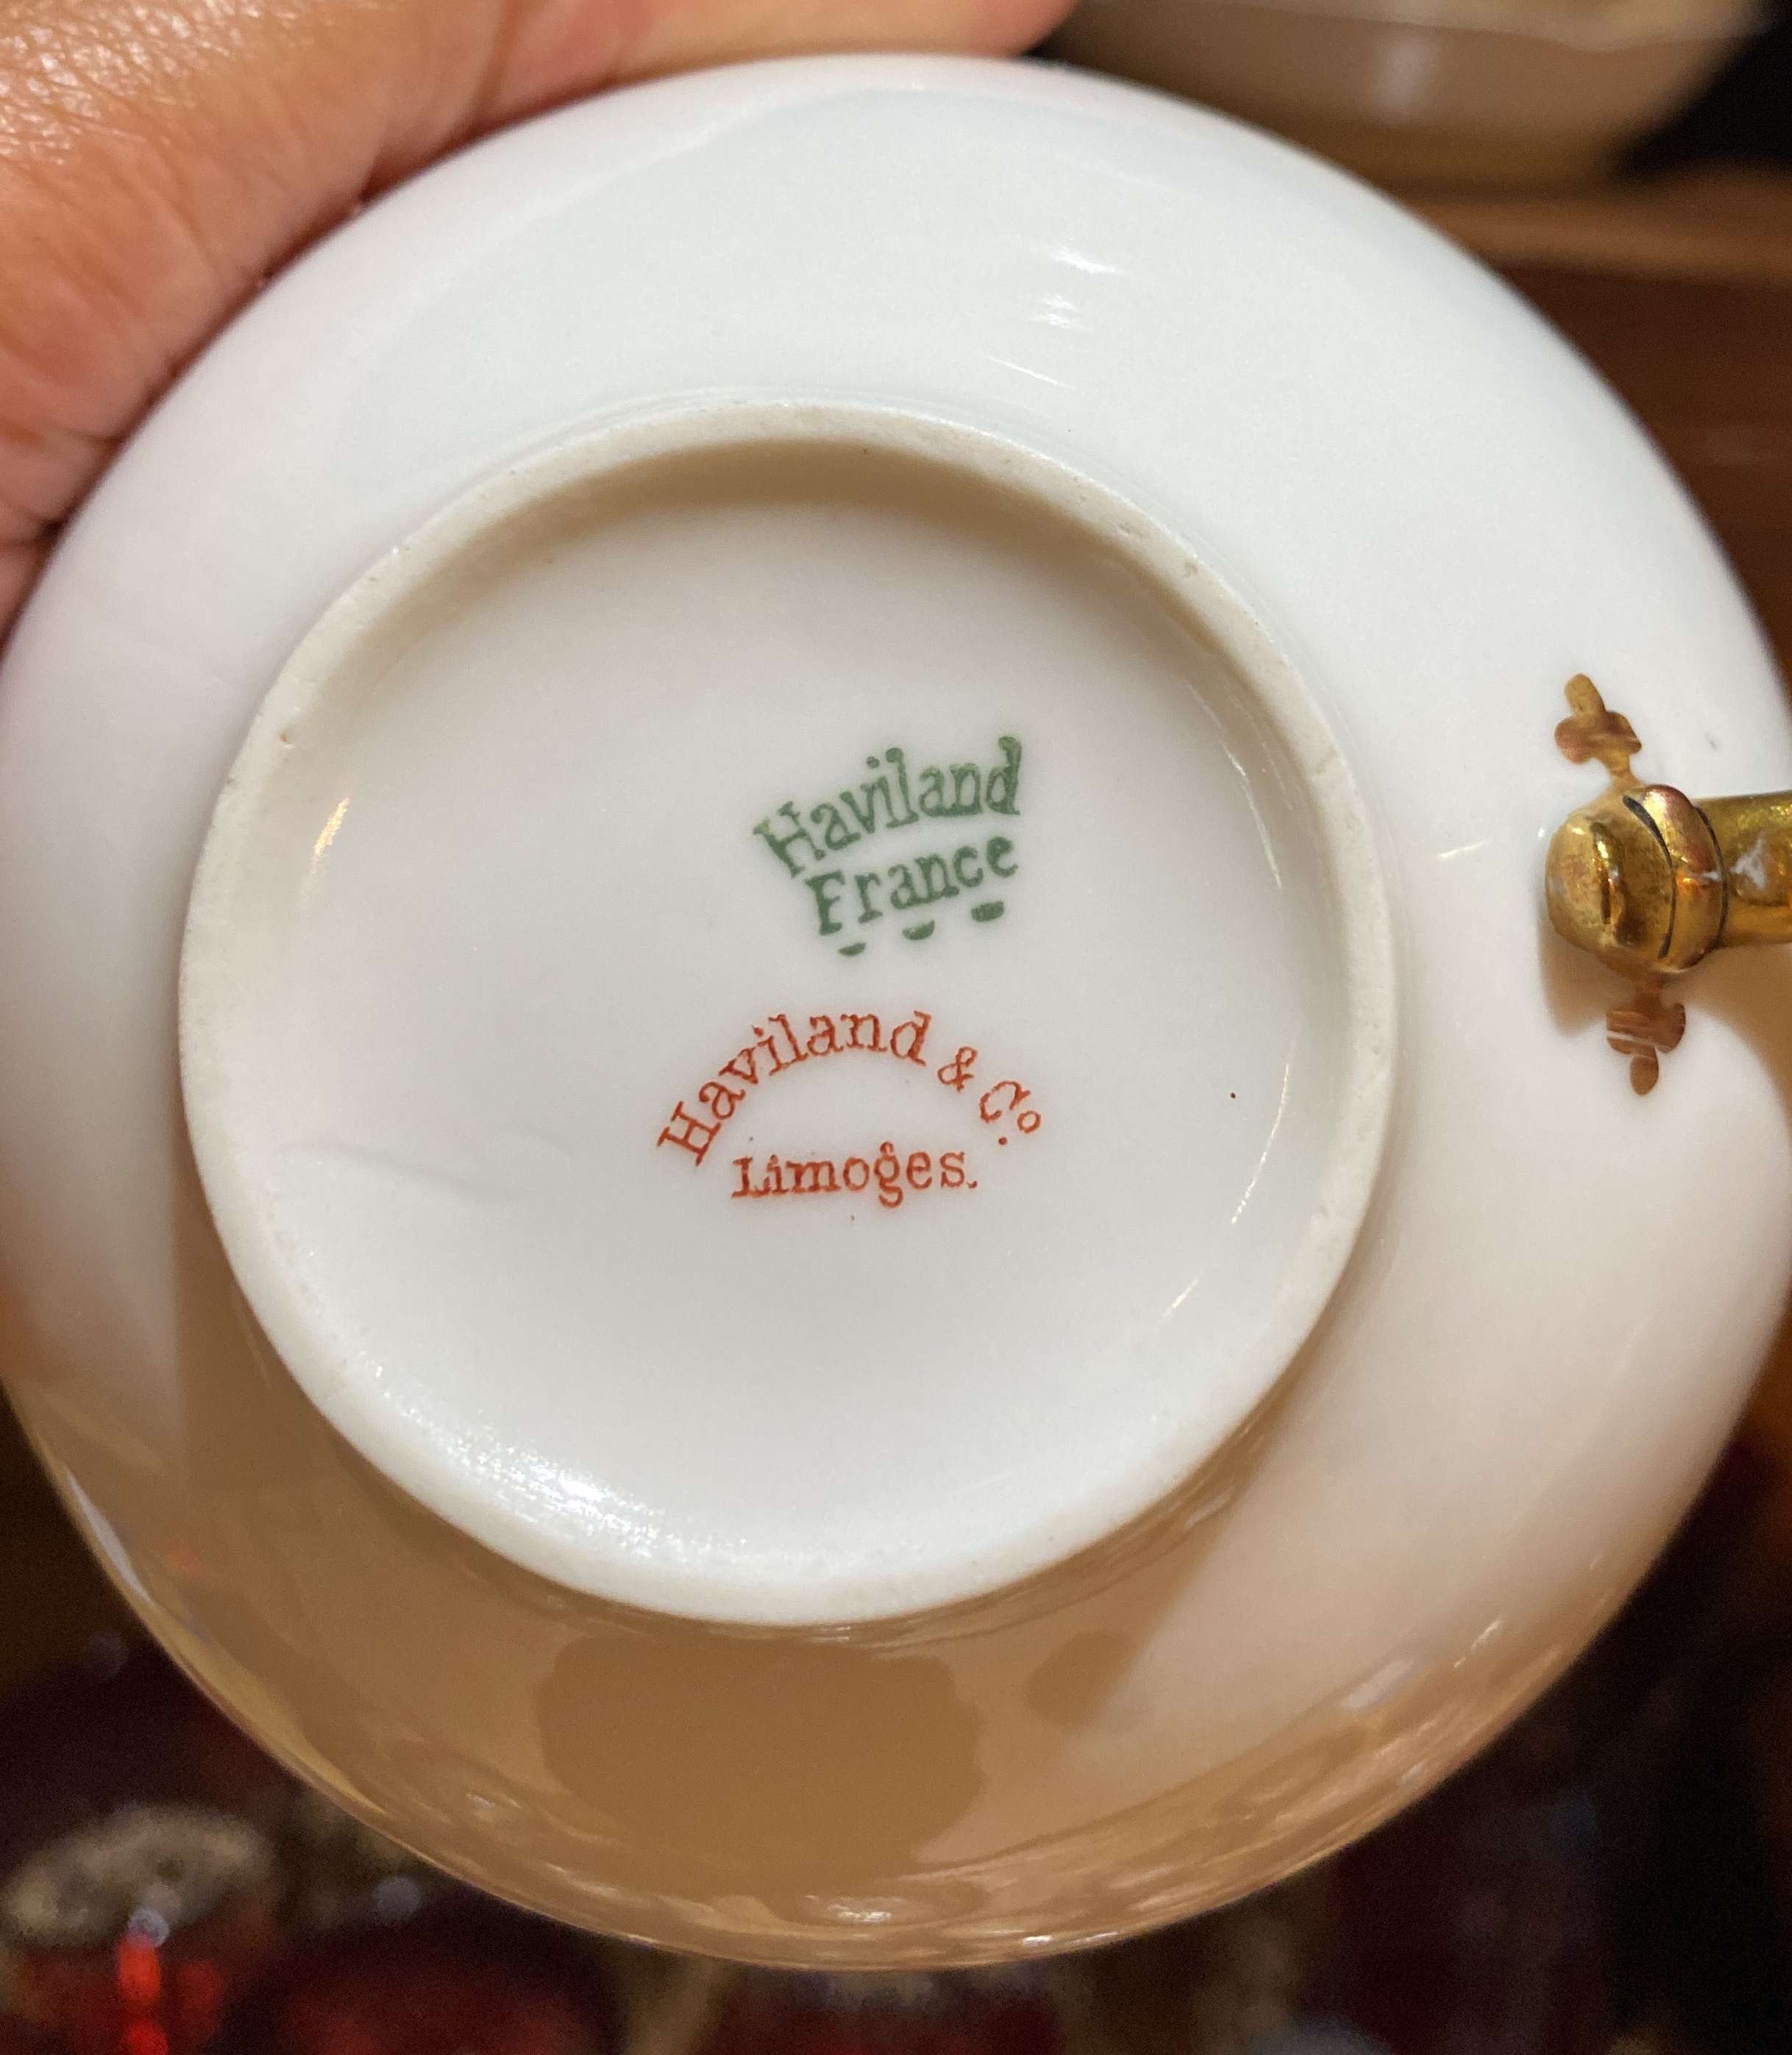 Haviland
France
Haviland & Co.
Limoges.